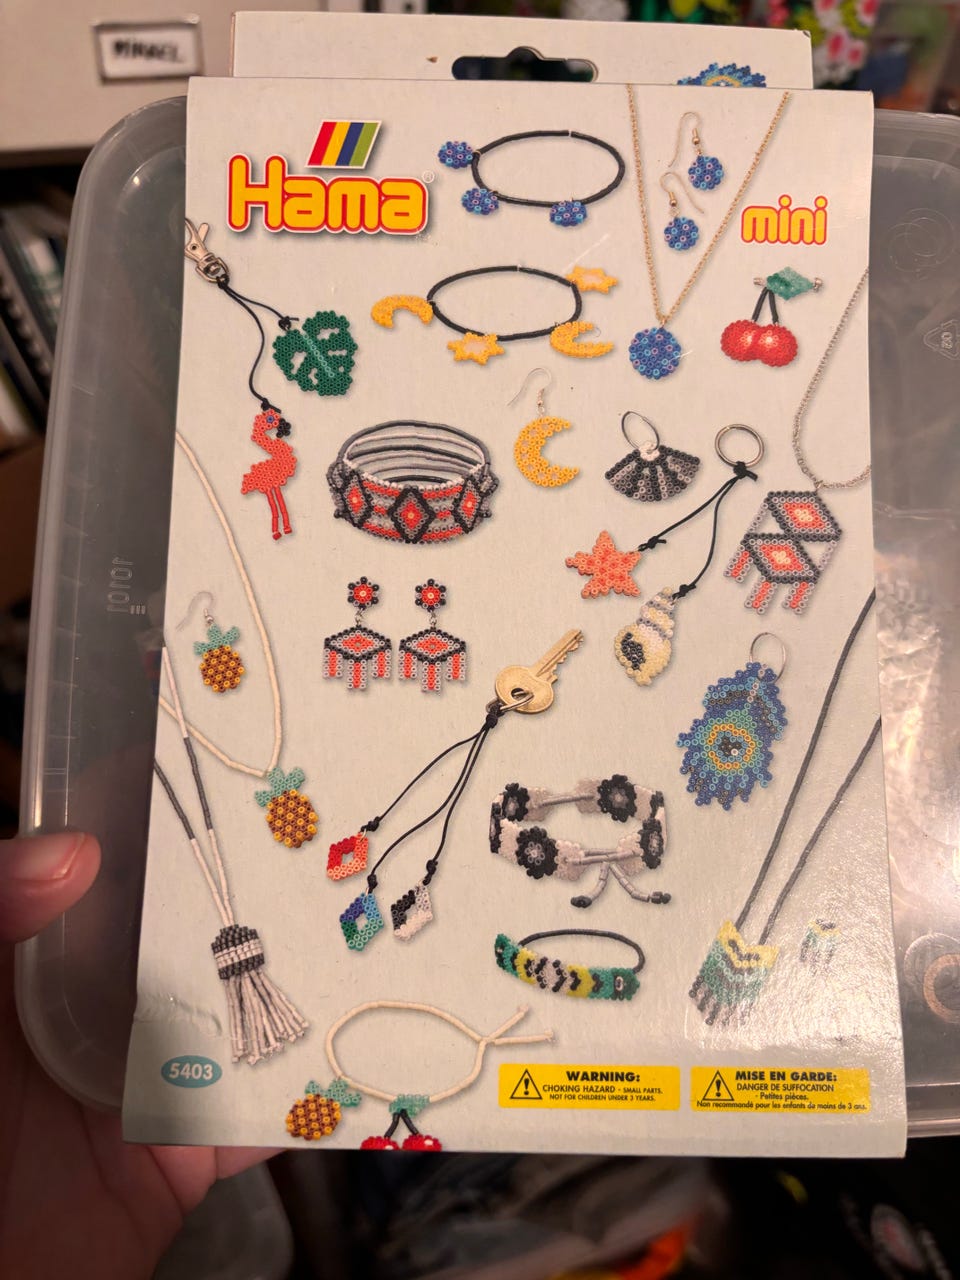 Hama®
mini
5403
WARNING:
CHOKING HAZARD - SMALL PARTS.
NOT FOR CHILDREN UNDER 3 YEARS.
MISE EN GARDE:
DANGER DE SUFFOCATION
- Petites pièces.
Non recommandé pour les enfants de moins de 3 ans.